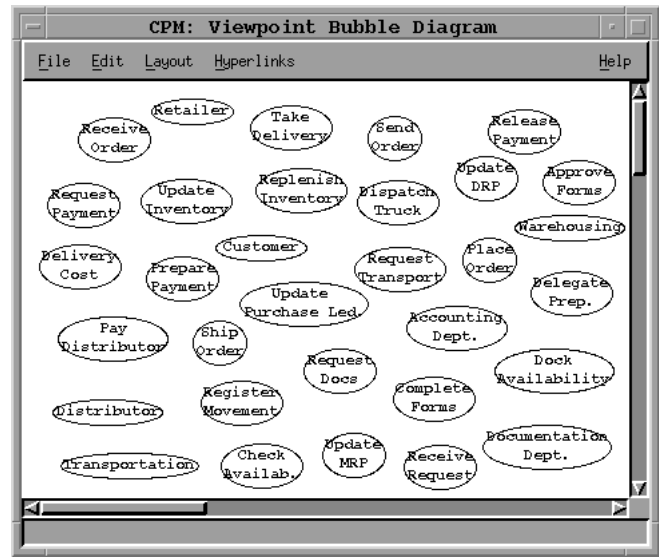 CPM: Viewpoint Bubble Diagram
File Edit Layout Hyperlinks Help
Retailer
Receive
Order
Take
Delivery
Send
Order
Release
Payment
Request
Payment
Update
Inventory
Replenish
Inventory
Dispatch
Truck
Update
DRP
Approve
Forms
Warehousing
Delivery
Cost
Prepare
Payment
Customer
Request
Transport
Place
Order
Delegate
Prep.
Update
Purchase Led.
Accounting
Dept.
Pay
Distributor
Ship
Order
Request
Docs
Dock
Availability
Register
Movement
Complete
Forms
Distributor
Transportation
Check
Availab.
Update
MRP
Receive
Request
Documentation
Dept.